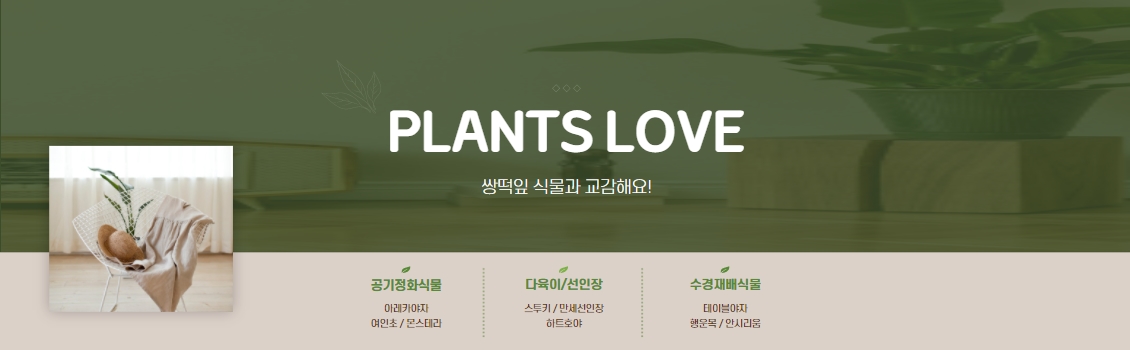 PLANTS LOVE
쌍떡잎 식물과 교감해요!
공기정화식물
아레카야자
여인초 / 몬스테라
다육이/선인장
스투키 / 만세선인장
하트호야
수경재배식물
테이블야자
행운목 / 안시리움